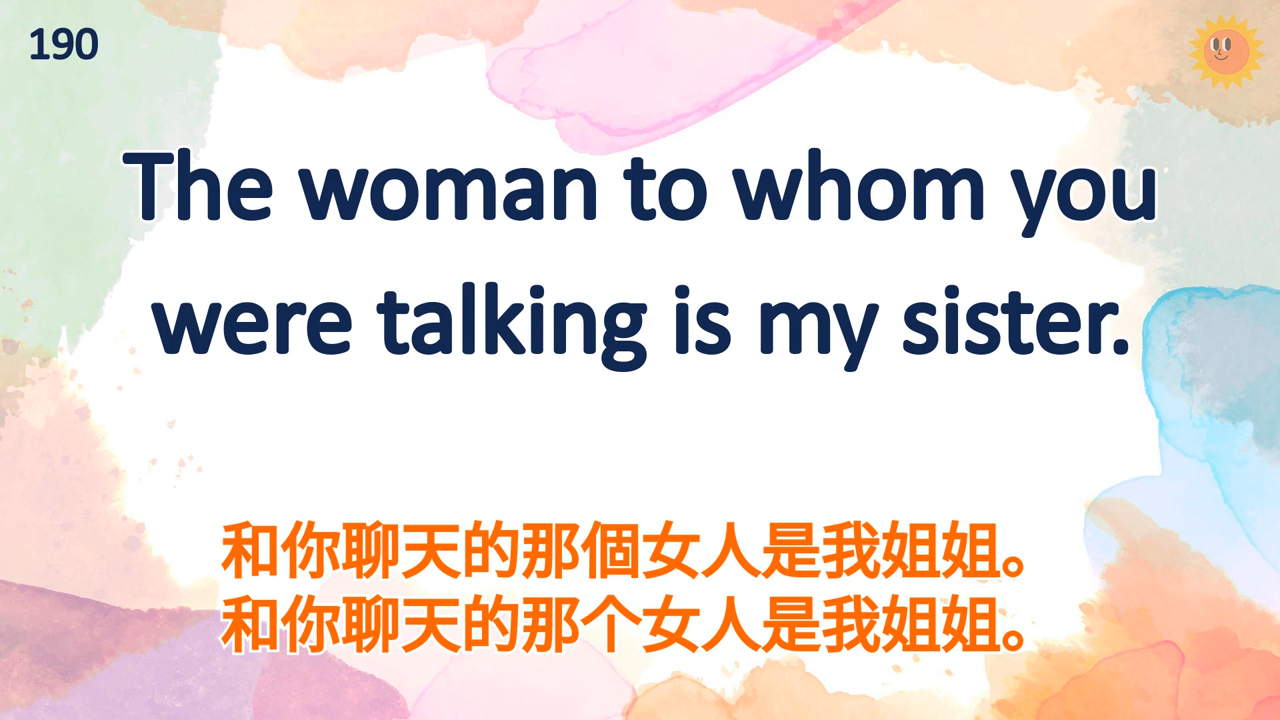 190
The woman to whom you
were talking is my sister.
和你聊天的那個女人是我姐姐。
和你聊天的那个女人是我姐姐。